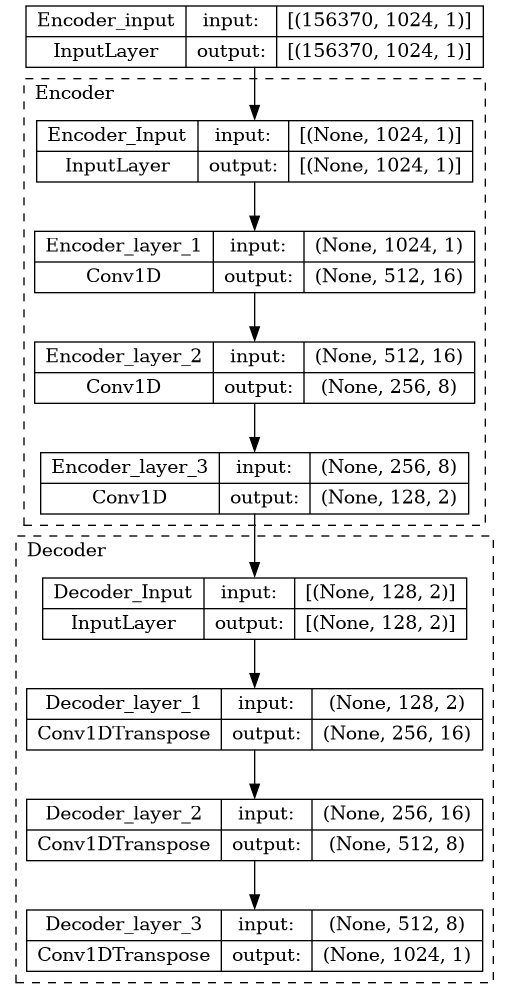 Encoder_input input: [(156370, 1024, 1)]
InputLayer output: [(156370, 1024, 1)]
Encoder
Encoder_Input input: [(None, 1024, 1)]
InputLayer output: [(None, 1024, 1)]
Encoder_layer_1 input: (None, 1024, 1)
Conv1D output: (None, 512, 16)
Encoder_layer_2 input: (None, 512, 16)
Conv1D output: (None, 256, 8)
Encoder_layer_3 input: (None, 256, 8)
Conv1D output: (None, 128, 2)
Decoder
Decoder_Input input: [(None, 128, 2)]
InputLayer output: [(None, 128, 2)]
Decoder_layer_1 input: (None, 128, 2)
Conv1DTranspose output: (None, 256, 16)
Decoder_layer_2 input: (None, 256, 16)
Conv1DTranspose output: (None, 512, 8)
Decoder_layer_3 input: (None, 512, 8)
Conv1DTranspose output: (None, 1024, 1)